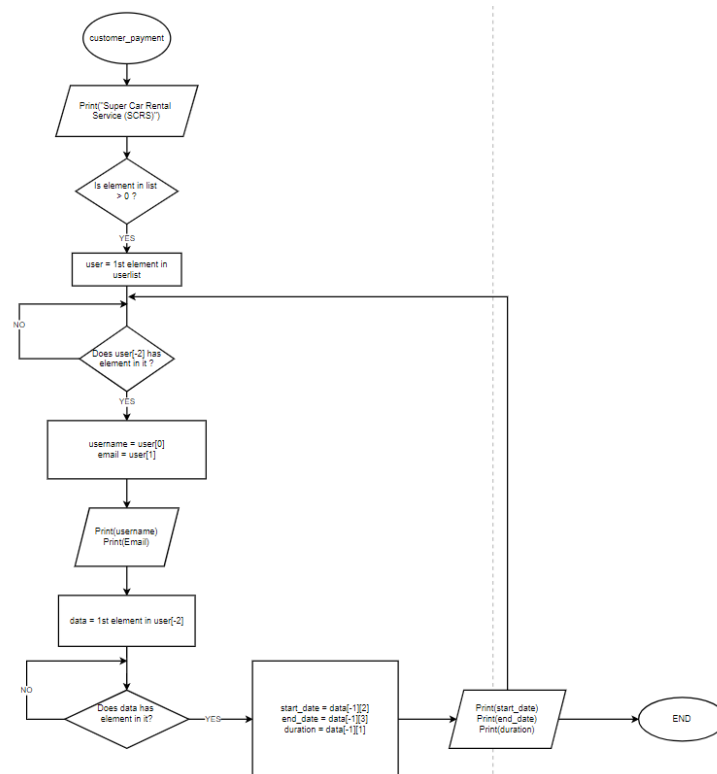 customer_payment
Print("Super Car Rental
Service (SCRS)")
Is element in list
> 0 ?
YES
user = 1st element in
userlist
NO
Does user[-2] has
element in it ?
YES
username = user[0]
email = user[1]
Print(username)
Print(Email)
data = 1st element in user[-2]
NO
Does data has
element in it?
YES
start_date = data[-1][2]
end_date = data[-1][3]
duration = data[-1][1]
Print(start_date)
Print(end_date)
Print(duration)
END